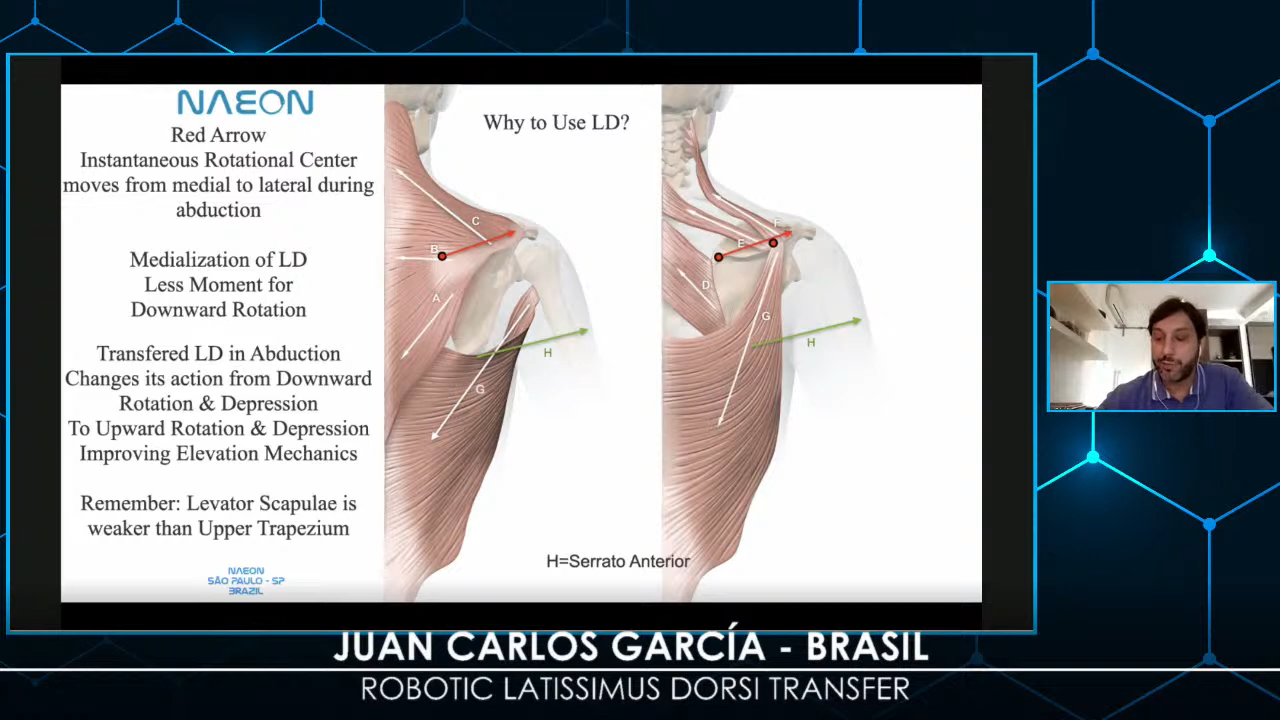 NAEON
Red Arrow
Instantaneous Rotational Center
moves from medial to lateral during
abduction
Medialization of LD
Less Moment for
Downward Rotation
Transfered LD in Abduction
Changes its action from Downward
Rotation & Depression
To Upward Rotation & Depression
Improving Elevation Mechanics
Remember: Levator Scapulae is
weaker than Upper Trapezium
NAEON
SÃO PAULO - SP
BRAZIL
Why to Use LD?
C
B
A
H
G
F
E
D
G
H
H=Serrato Anterior
JUAN CARLOS GARCÍA - BRASIL
ROBOTIC LATISSIMUS DORSI TRANSFER